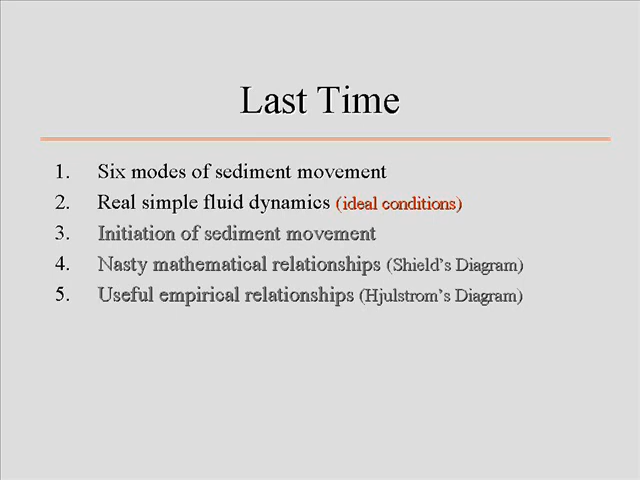 Last Time
1. Six modes of sediment movement
2. Real simple fluid dynamics (ideal conditions)
3. Initiation of sediment movement
4. Nasty mathematical relationships (Shield's Diagram)
5. Useful empirical relationships (Hjulstrom's Diagram)